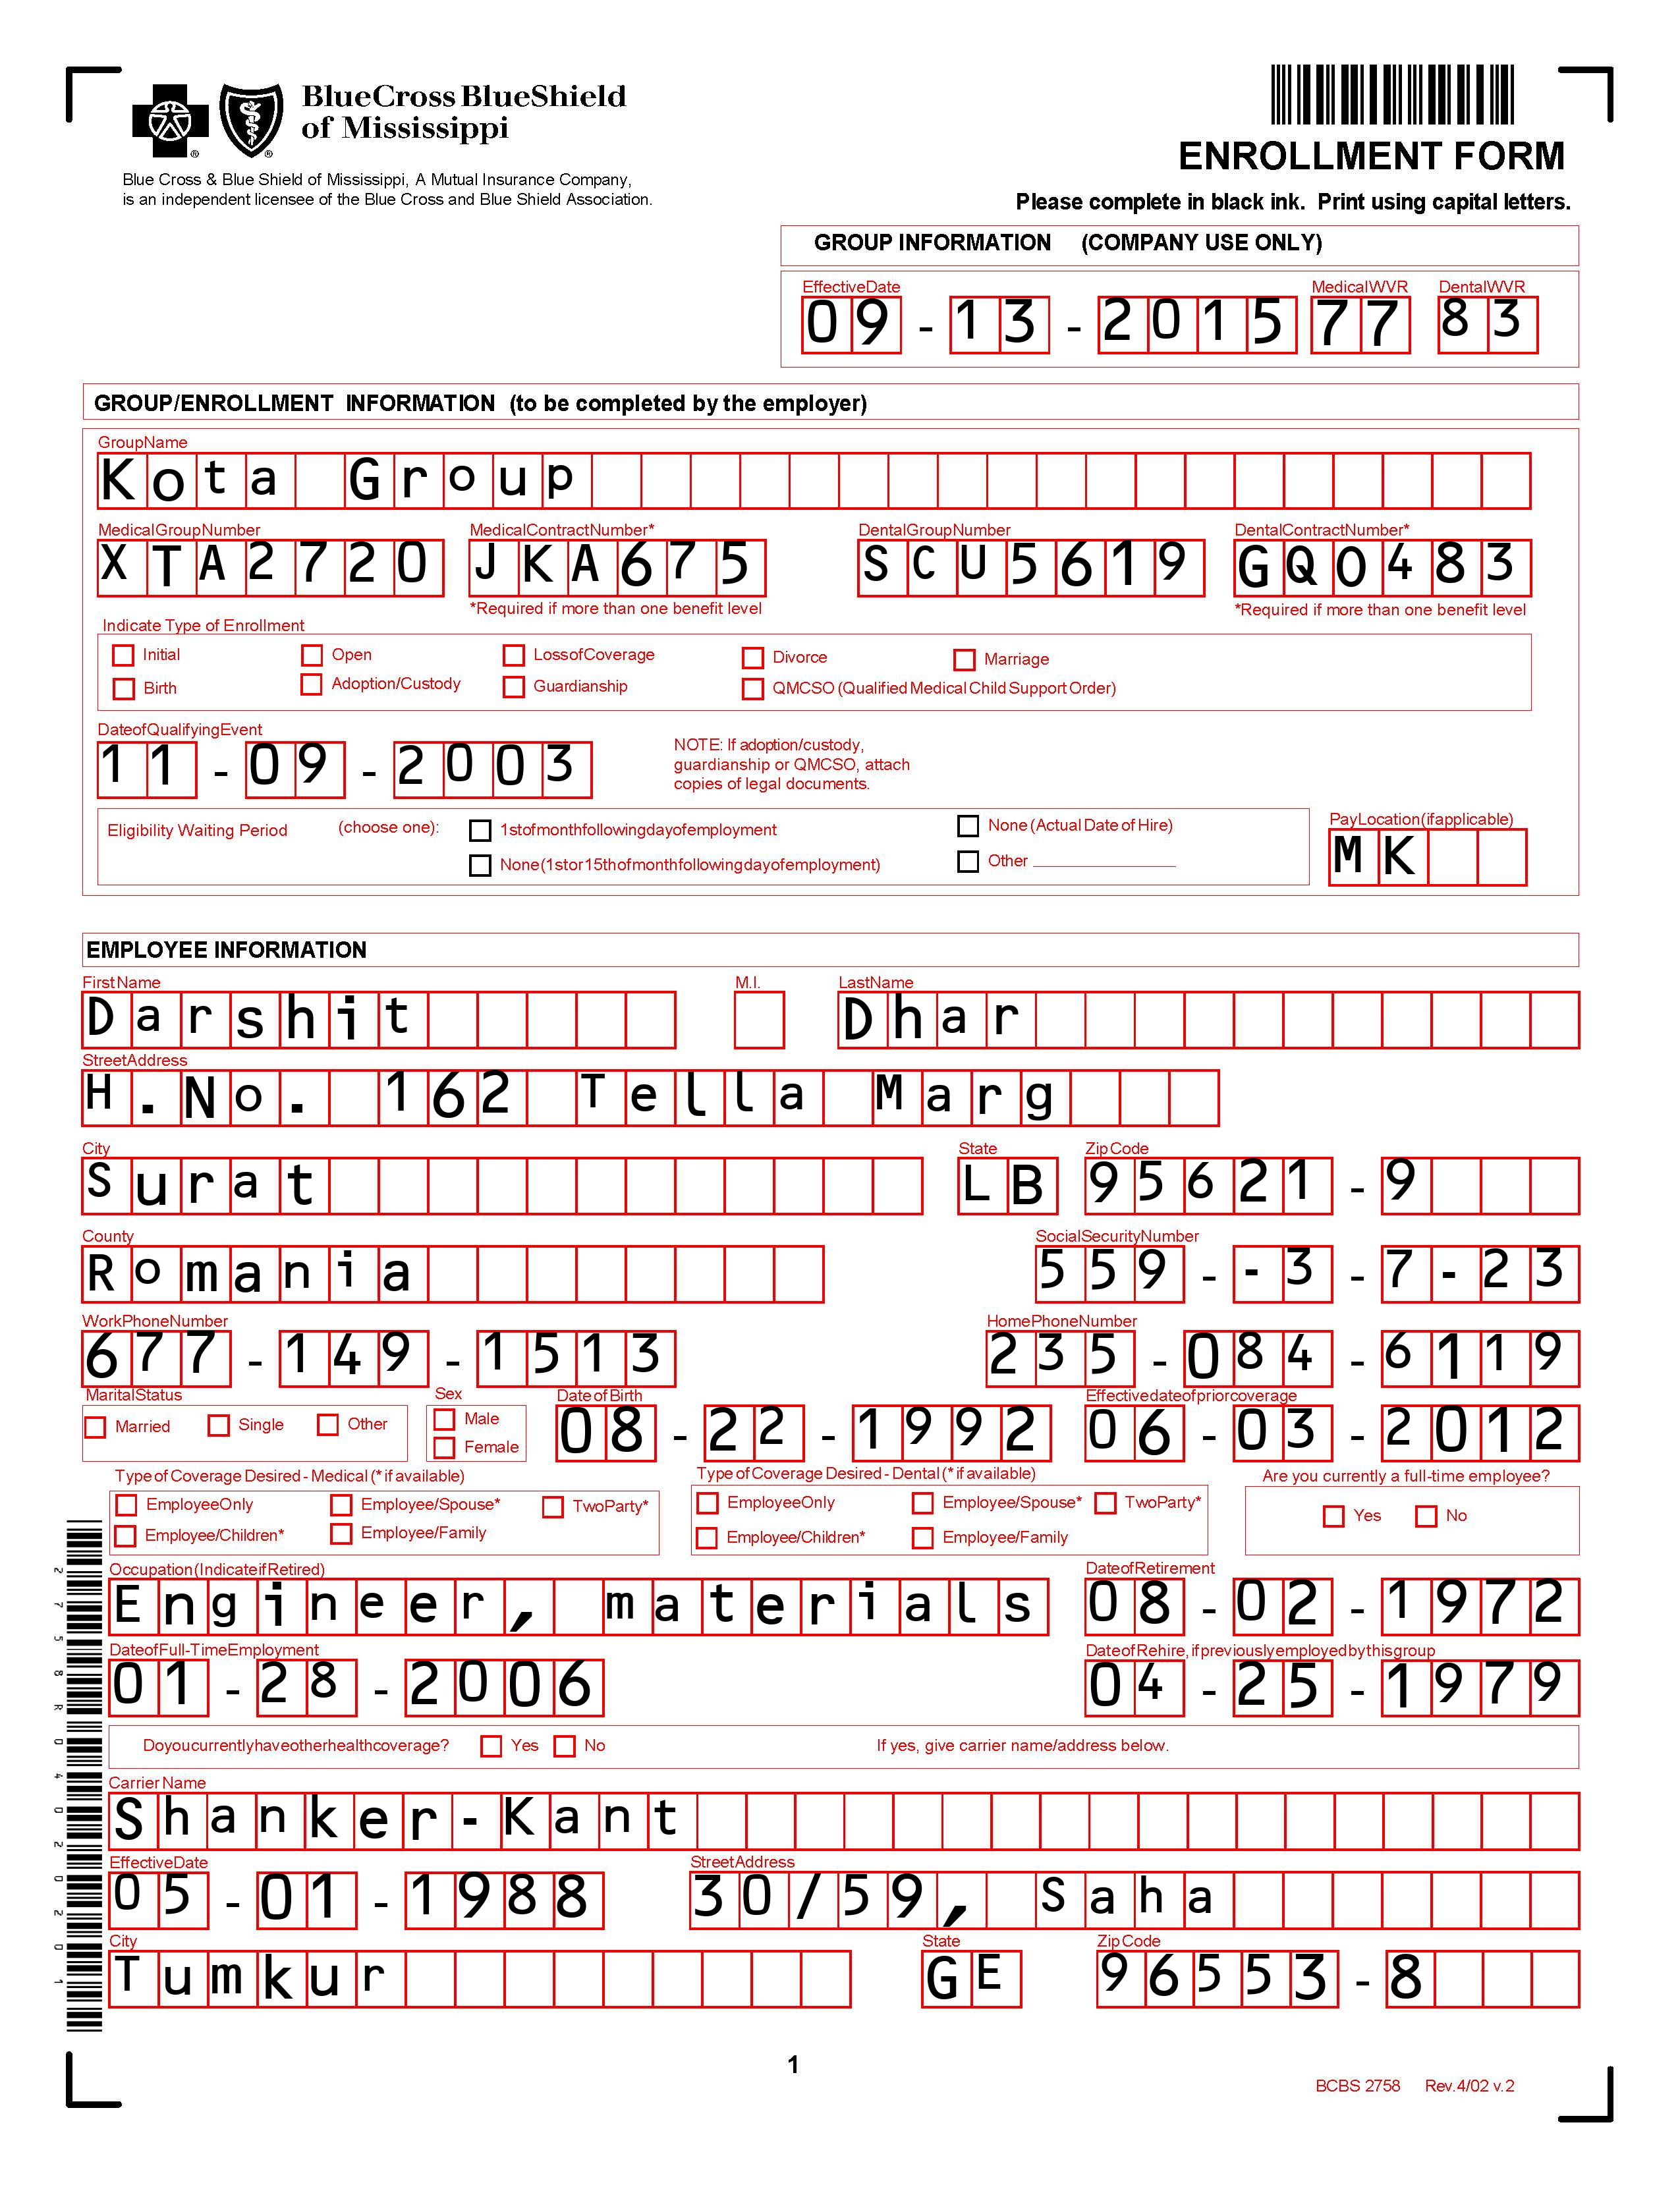 BlueCross BlueShield
of Mississippi
Blue Cross & Blue Shield of Mississippi, A Mutual Insurance Company,
is an independent licensee of the Blue Cross and Blue Shield Association.
ENROLLMENT FORM
Please complete in black ink. Print using capital letters.
GROUP INFORMATION (COMPANY USE ONLY)
EffectiveDate MedicalWVR DentalWVR
09-13-2015 77 83
GROUP/ENROLLMENT INFORMATION (to be completed by the employer)
GroupName
Kota Group
MedicalGroupNumber MedicalContractNumber* DentalGroupNumber DentalContractNumber*
XTA2720 JKA675 SCU5619 GQ0483
*Required if more than one benefit level *Required if more than one benefit level
Indicate Type of Enrollment
Initial Open LossofCoverage Divorce Marriage
Birth Adoption/Custody Guardianship QMCSO (Qualified Medical Child Support Order)
DateofQualifyingEvent
11-09-2003
NOTE: If adoption/custody,
guardianship or QMCSO, attach
copies of legal documents.
Eligibility Waiting Period (choose one): 1stofmonthfollowingdayofemployment None (Actual Date of Hire) PayLocation(ifapplicable)
None(1stor15thofmonthfollowingdayofemployment) Other MK
EMPLOYEE INFORMATION
FirstName M.I. LastName
Darshit Dhar
StreetAddress
H.No. 162 Tella Marg
City State ZipCode
Surat LB 95621-9
County SocialSecurityNumber
Romania 559--3-7-23
WorkPhoneNumber HomePhoneNumber
677-149-1513 235-084-6119
MaritalStatus Sex Date of Birth Effectivedateofpriorcoverage
Married Single Other Male Female 08-22-1992 06-03-2012
Type of Coverage Desired - Medical (* if available) Type of Coverage Desired - Dental (* if available) Are you currently a full-time employee?
EmployeeOnly Employee/Spouse* TwoParty* EmployeeOnly Employee/Spouse* TwoParty* Yes No
Employee/Children* Employee/Family Employee/Children* Employee/Family
Occupation (IndicateifRetired) DateofRetirement
Engineer, materials 08-02-1972
DateofFull-TimeEmployment DateofRehire, ifpreviouslyemployedbythisgroup
01-28-2006 04-25-1979
Doyoucurrentlyhaveotherhealthcoverage? Yes No If yes, give carrier name/address below.
Carrier Name
Shanker-Kant
EffectiveDate StreetAddress
05-01-1988 30/59, Saha
City State ZipCode
Tumkur GE 96553-8
2758R04020201
1
BCBS 2758 Rev.4/02 v.2